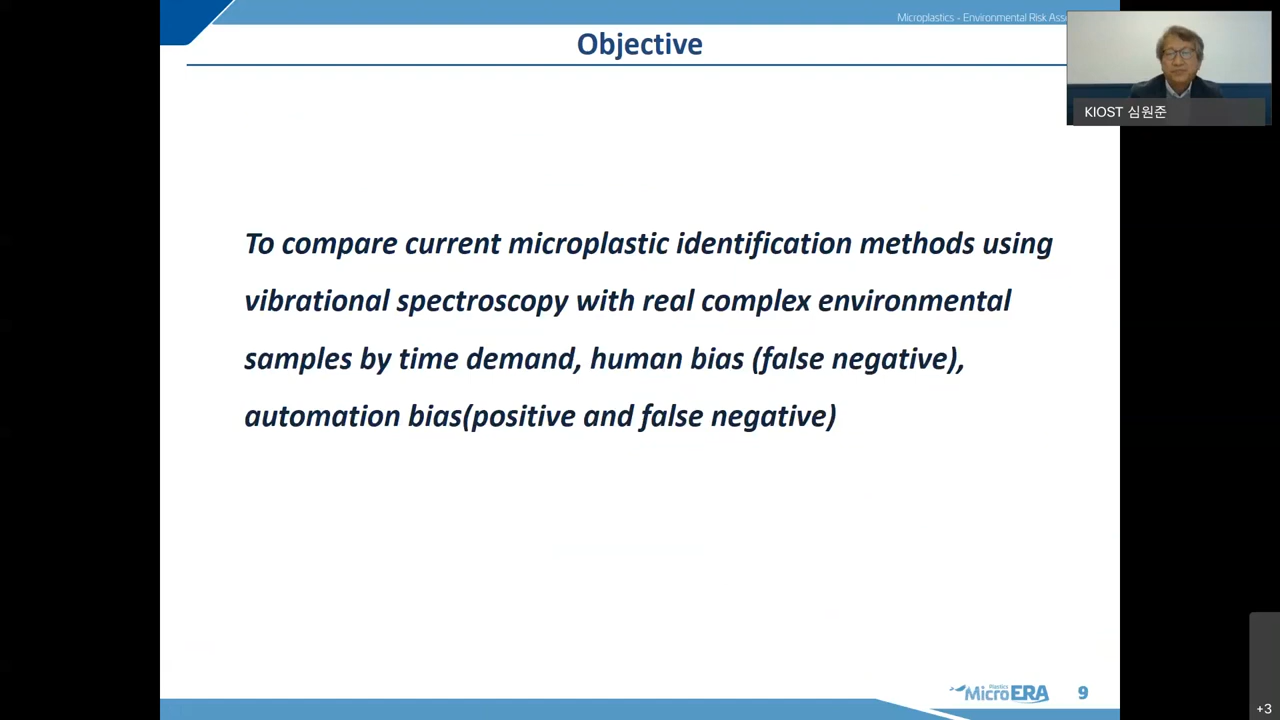 Microplastics - Environmental Risk Ass
Objective
KIOST 심원준
To compare current microplastic identification methods using
vibrational spectroscopy with real complex environmental
samples by time demand, human bias (false negative),
automation bias(positive and false negative)
Plastics
MicroERA
9
+3